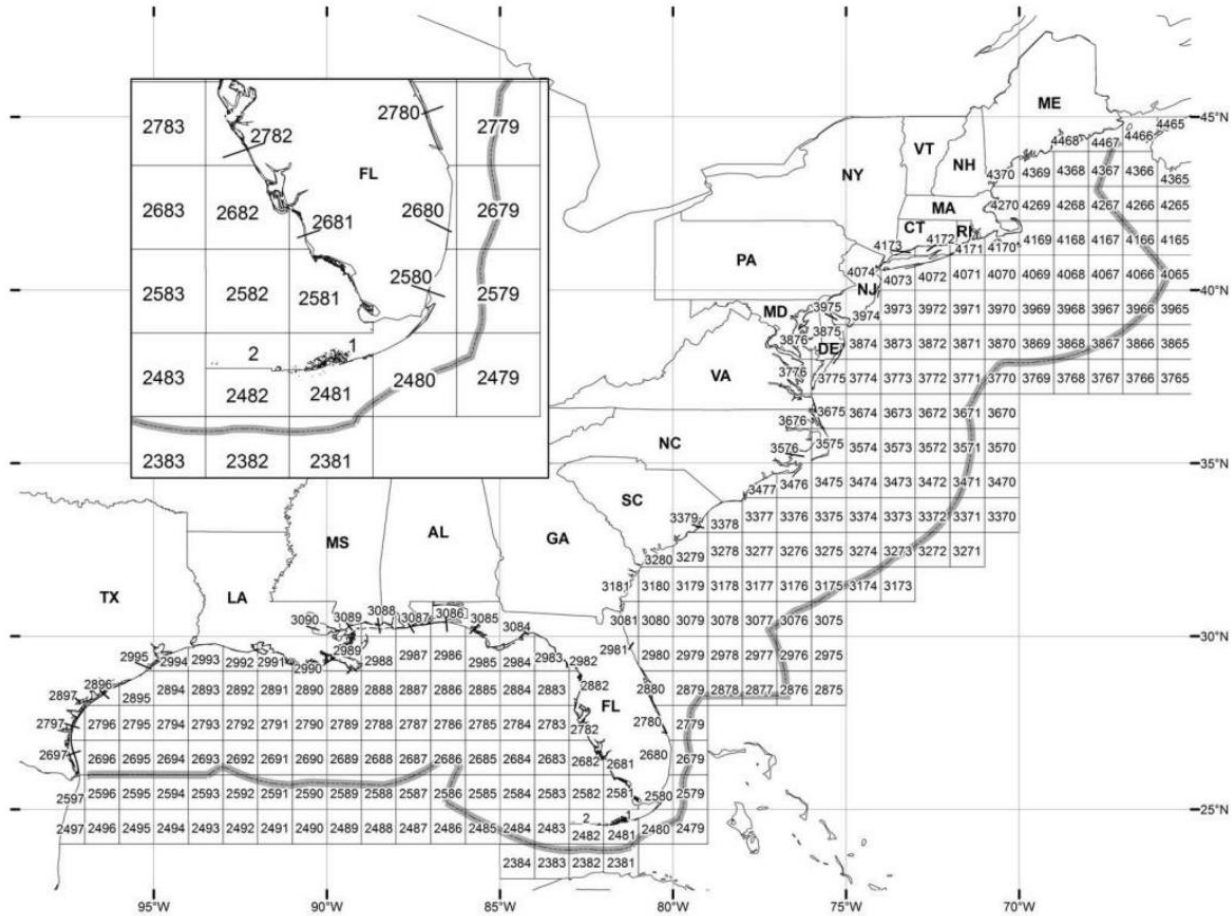 ME
45°N
VT
NH
NY
4468 4467 4466 4465
4370 4369 4368 4367 4366 4365
MA
4270 4269 4268 4267 4266 4265
CT RI
4173 4172 4171 4170 4169 4168 4167 4166 4165
PA
4074 4073 4072 4071 4070 4069 4068 4067 4066 4065
NJ
40°N
MD
3975 3974 3973 3972 3971 3970 3969 3968 3967 3966 3965
3876 3875 3874 3873 3872 3871 3870 3869 3868 3867 3866 3865
DE
VA
3776 3775 3774 3773 3772 3771 3770 3769 3768 3767 3766 3765
3676 3675 3674 3673 3672 3671 3670
NC
3576 3575 3574 3573 3572 3571 3570
35°N
3477 3476 3475 3474 3473 3472 3471 3470
SC
3379 3378 3377 3376 3375 3374 3373 3372 3371 3370
2783 2782 2780 2779
FL
2683 2682 2681 2680 2679
2583 2582 2581 2580 2579
2 1
2483 2482 2481 2480 2479
2383 2382 2381
MS AL GA
3280 3279 3278 3277 3276 3275 3274 3273 3272 3271
TX LA
3181 3180 3179 3178 3177 3176 3175 3174 3173
3090 3089 3088 3087 3086 3085 3084 3081 3080 3079 3078 3077 3076 3075
30°N
2995 2994 2993 2992 2991 2990 2989 2988 2987 2986 2985 2984 2983 2982 2981 2980 2979 2978 2977 2976 2975
2897 2896 2895 2894 2893 2892 2891 2890 2889 2888 2887 2886 2885 2884 2883 2882 2880 2879 2878 2877 2876 2875
FL
2797 2796 2795 2794 2793 2792 2791 2790 2789 2788 2787 2786 2785 2784 2783 2782 2780 2779
2697 2696 2695 2694 2693 2692 2691 2690 2689 2688 2687 2686 2685 2684 2683 2682 2681 2680 2679
2597 2596 2595 2594 2593 2592 2591 2590 2589 2588 2587 2586 2585 2584 2583 2582 2581 2580 2579
25°N
2 1
2497 2496 2495 2494 2493 2492 2491 2490 2489 2488 2487 2486 2485 2484 2483 2482 2481 2480 2479
2384 2383 2382 2381
95°W 90°W 85°W 80°W 75°W 70°W